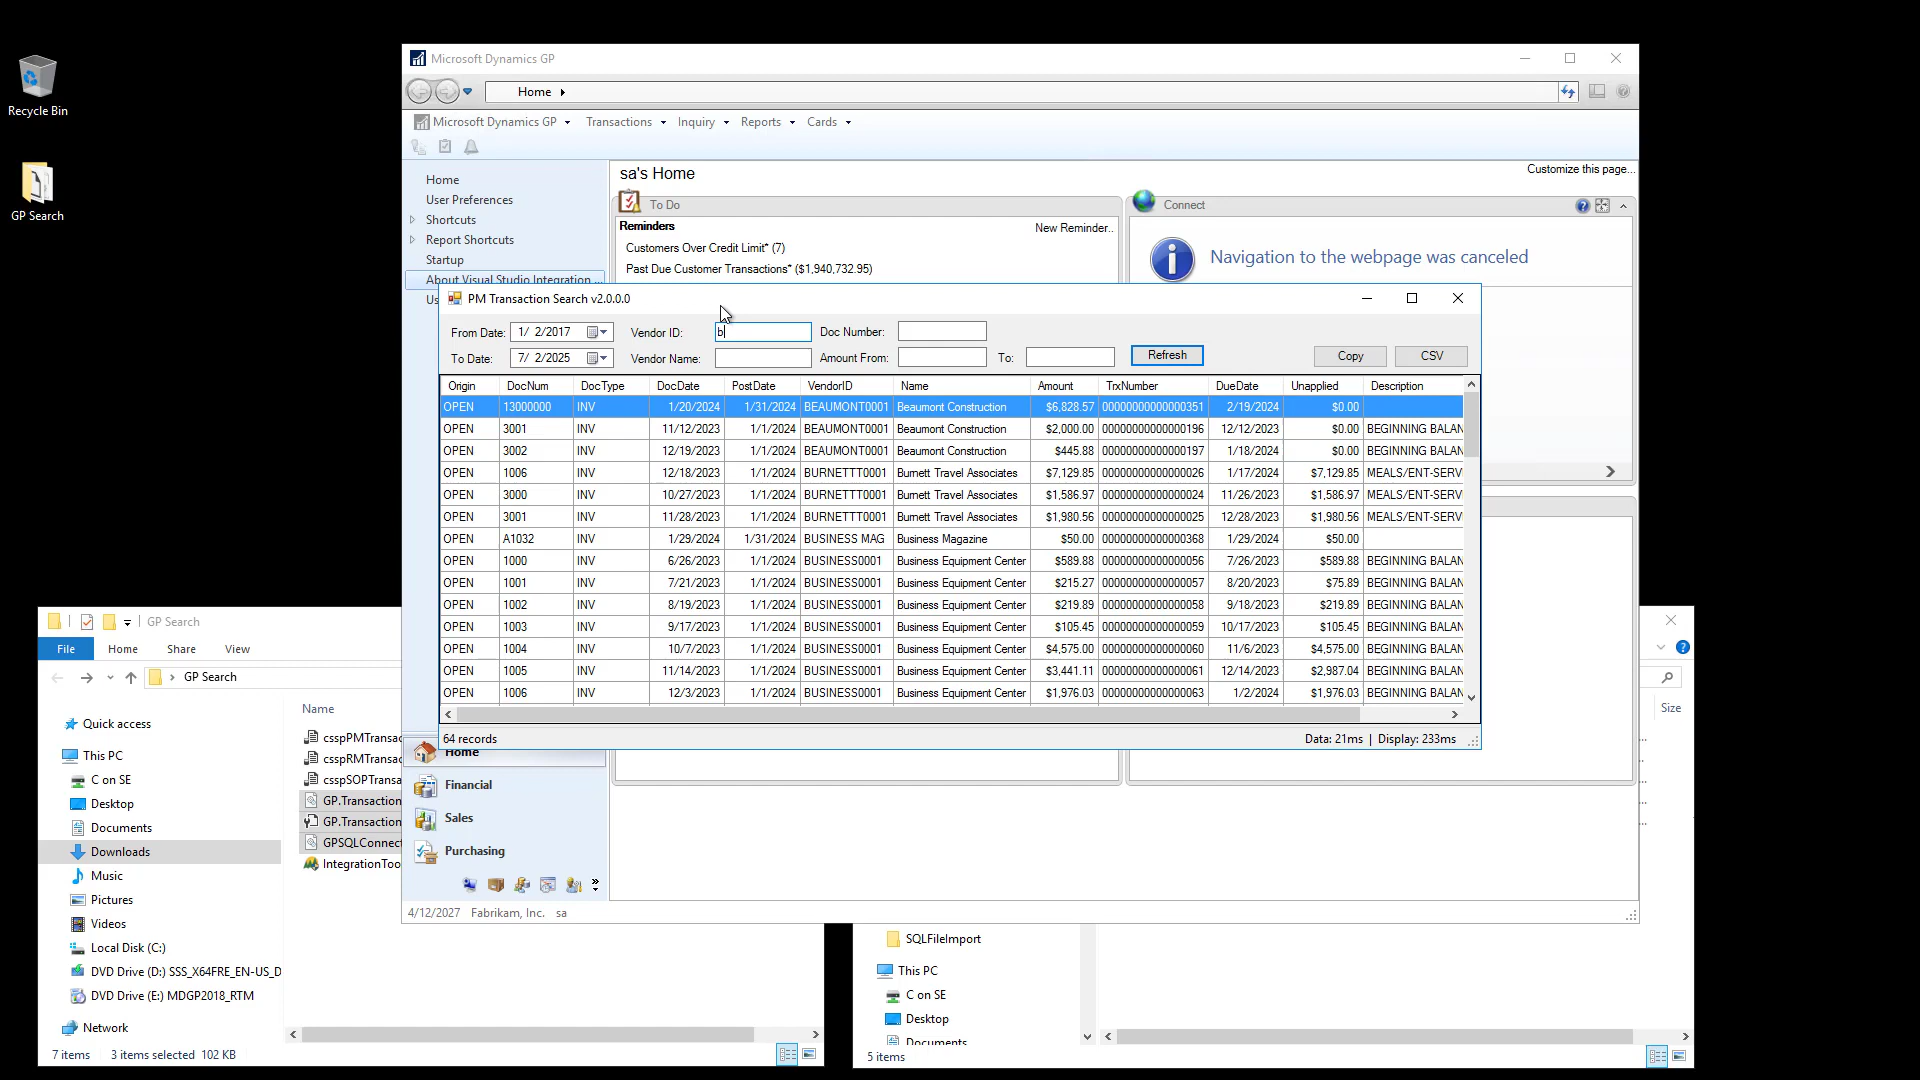 Recycle Bin
GP Search
Microsoft Dynamics GP
Home
Microsoft Dynamics GP Transactions Inquiry Reports Cards
Home
User Preferences
Shortcuts
Report Shortcuts
Startup
About Visual Studio Integration ...
Us
sa's Home
Customize this page...
To Do
Reminders
New Reminder..
Customers Over Credit Limit* (7)
Past Due Customer Transactions* ($1,940,732.95)
Connect
Navigation to the webpage was canceled
PM Transaction Search v2.0.0.0
From Date: 1/ 2/2017 Vendor ID: b Doc Number:
To Date: 7/ 2/2025 Vendor Name: Amount From: To: Refresh Copy CSV
Origin DocNum DocType DocDate PostDate VendorID Name Amount TrxNumber DueDate Unapplied Description
OPEN 13000000 INV 1/20/2024 1/31/2024 BEAUMONT0001 Beaumont Construction $6,828.57 00000000000000351 2/19/2024 $0.00
OPEN 3001 INV 11/12/2023 1/1/2024 BEAUMONT0001 Beaumont Construction $2,000.00 00000000000000196 12/12/2023 $0.00 BEGINNING BALAN
OPEN 3002 INV 12/19/2023 1/1/2024 BEAUMONT0001 Beaumont Construction $445.88 00000000000000197 1/18/2024 $0.00 BEGINNING BALAN
OPEN 1006 INV 12/18/2023 1/1/2024 BURNETTT0001 Burnett Travel Associates $7,129.85 00000000000000026 1/17/2024 $7,129.85 MEALS/ENT-SERV
OPEN 3000 INV 10/27/2023 1/1/2024 BURNETTT0001 Burnett Travel Associates $1,586.97 00000000000000024 11/26/2023 $1,586.97 MEALS/ENT-SERV
OPEN 3001 INV 11/28/2023 1/1/2024 BURNETTT0001 Burnett Travel Associates $1,980.56 00000000000000025 12/28/2023 $1,980.56 MEALS/ENT-SERV
OPEN A1032 INV 1/29/2024 1/31/2024 BUSINESS MAG Business Magazine $50.00 00000000000000368 1/29/2024 $50.00
OPEN 1000 INV 6/26/2023 1/1/2024 BUSINESS0001 Business Equipment Center $589.88 00000000000000056 7/26/2023 $589.88 BEGINNING BALAN
OPEN 1001 INV 7/21/2023 1/1/2024 BUSINESS0001 Business Equipment Center $215.27 00000000000000057 8/20/2023 $75.89 BEGINNING BALAN
OPEN 1002 INV 8/19/2023 1/1/2024 BUSINESS0001 Business Equipment Center $219.89 00000000000000058 9/18/2023 $219.89 BEGINNING BALAN
OPEN 1003 INV 9/17/2023 1/1/2024 BUSINESS0001 Business Equipment Center $105.45 00000000000000059 10/17/2023 $105.45 BEGINNING BALAN
OPEN 1004 INV 10/7/2023 1/1/2024 BUSINESS0001 Business Equipment Center $4,575.00 00000000000000060 11/6/2023 $4,575.00 BEGINNING BALAN
OPEN 1005 INV 11/14/2023 1/1/2024 BUSINESS0001 Business Equipment Center $3,441.11 00000000000000061 12/14/2023 $2,987.04 BEGINNING BALAN
OPEN 1006 INV 12/3/2023 1/1/2024 BUSINESS0001 Business Equipment Center $1,976.03 00000000000000063 1/2/2024 $1,976.03 BEGINNING BALAN
64 records Data: 21ms | Display: 233ms
Home
Financial
Sales
Purchasing
4/12/2027 Fabrikam, Inc. sa
GP Search
File Home Share View
GP Search
Name
Quick access
This PC
C on SE
Desktop
Documents
Downloads
Music
Pictures
Videos
Local Disk (C:)
DVD Drive (D:) SSS_X64FRE_EN-US_D
DVD Drive (E:) MDGP2018_RTM
Network
csspPMTransac
csspRMTransac
csspSOPTransa
GP.Transaction
GP.Transaction
GPSQLConnect
IntegrationToo
7 items 3 items selected 102 KB
Size
SQLFileImport
This PC
C on SE
Desktop
Documents
5 items